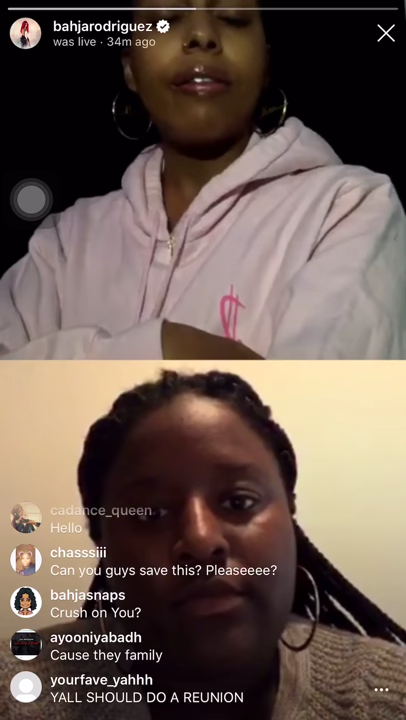 bahjarodriguez
was live · 34m ago
$
cadance_queen
Hello
chasssiii
Can you guys save this? Pleaseeee?
bahjasnaps
Crush on You?
ayooniyabadh
Cause they family
yourfave_yahhh
YALL SHOULD DO A REUNION